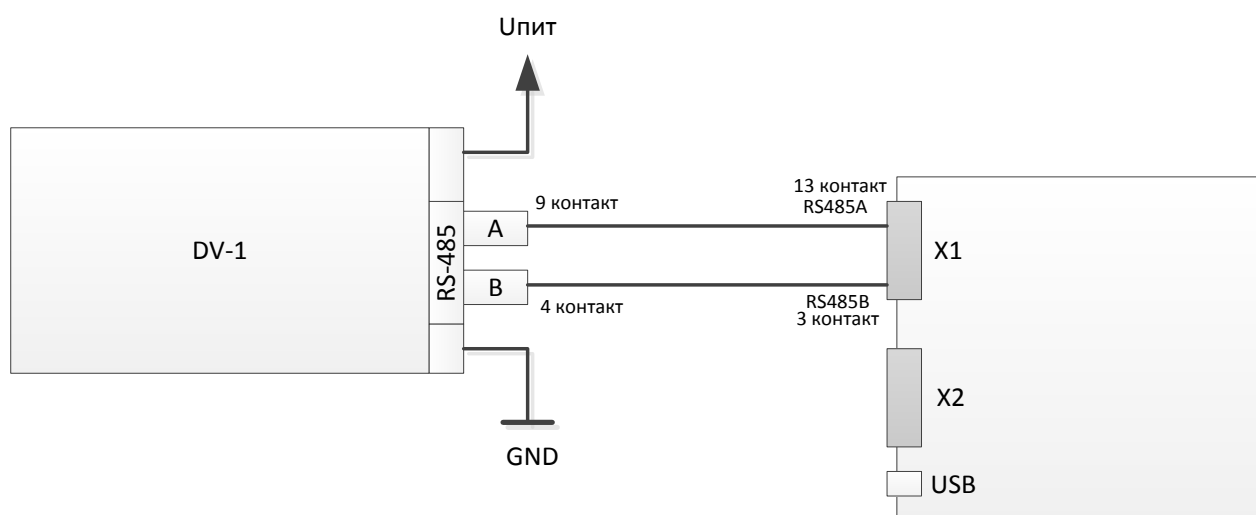 Uпит
DV-1
RS-485
A
B
9 контакт
4 контакт
GND
13 контакт
RS485A
RS485B
3 контакт
X1
X2
USB